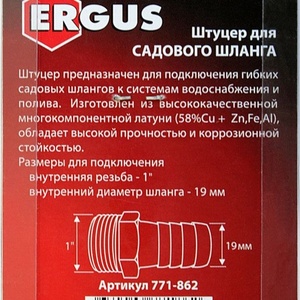 ERGUS
Штуцер для
САДОВОГО ШЛАНГА
Штуцер предназначен для подключения гибких
садовых шлангов к системам водоснабжения и
полива. Изготовлен из высококачественной
многокомпонентной латуни (58%Cu.+ Zn,Fe,Al),
обладает высокой прочностью и коррозионной
стойкостью.
Размеры для подключения
внутренняя резьба - 1"
внутренний диаметр шланга - 19 мм
1"
19мм
Артикул 771-862